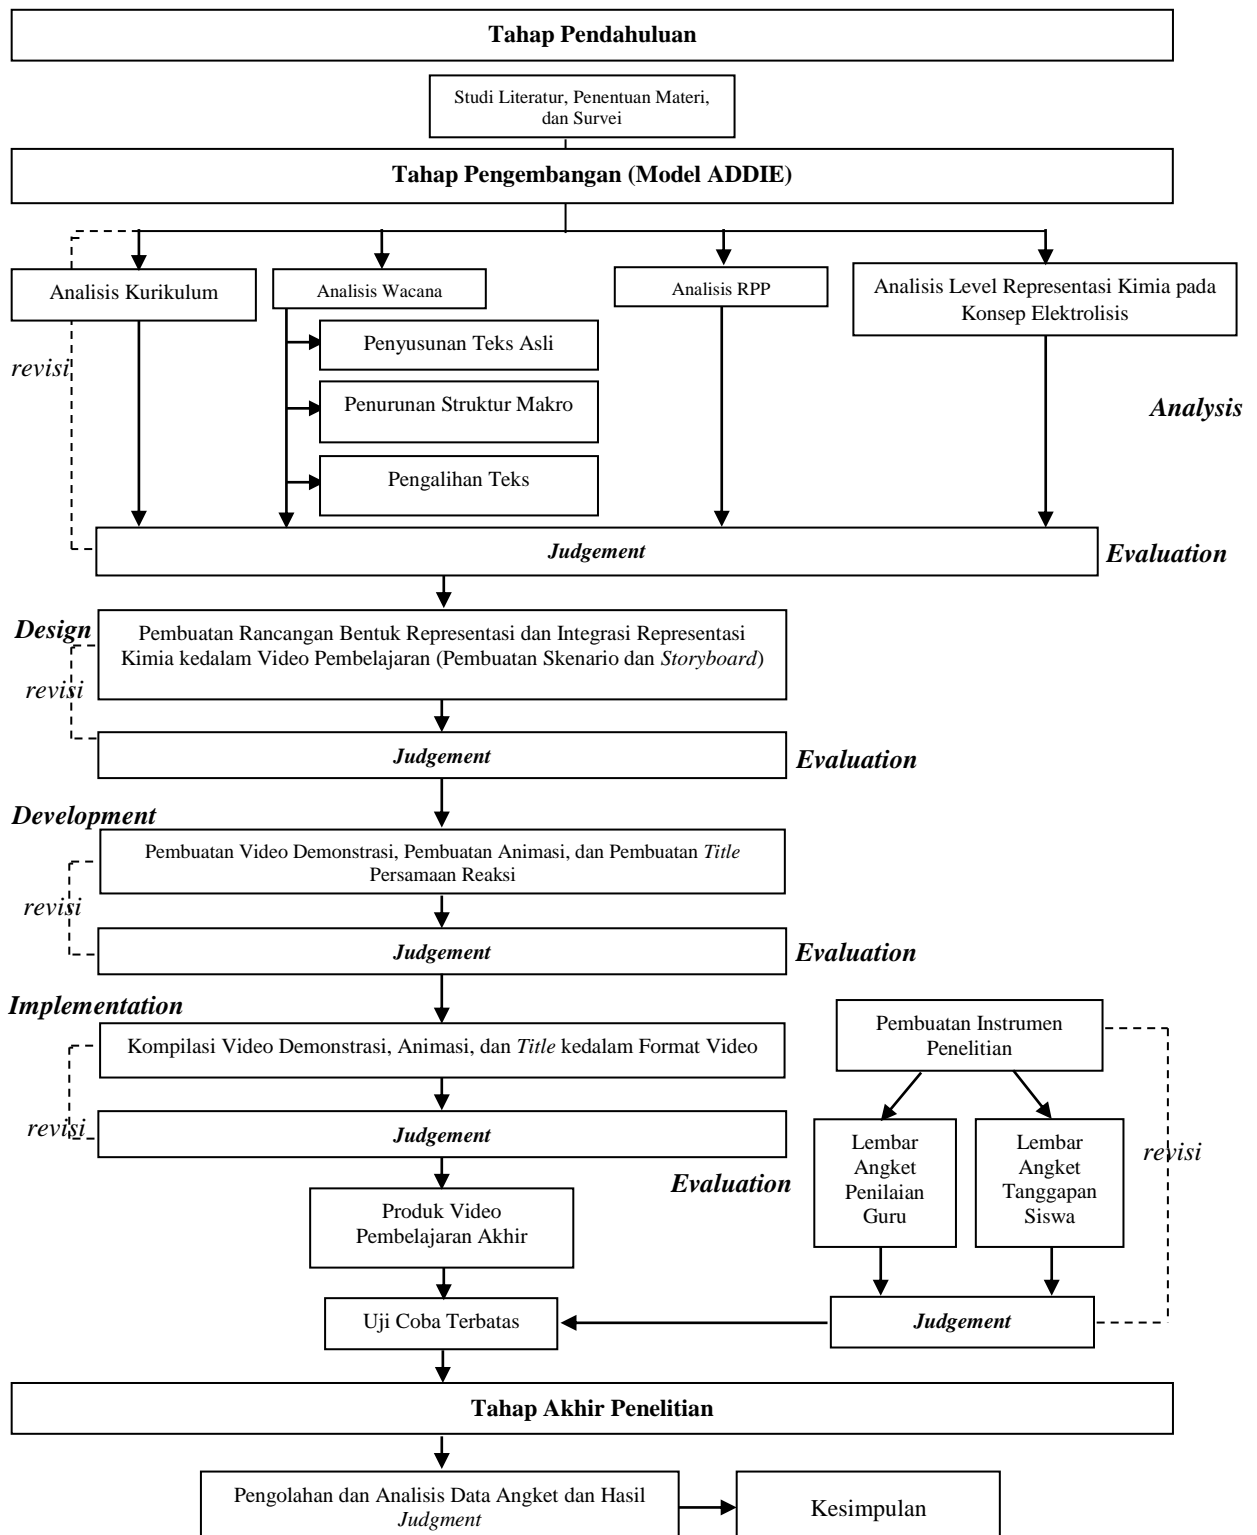 Tahap Pendahuluan
Studi Literatur, Penentuan Materi,
dan Survei
Tahap Pengembangan (Model ADDIE)
Analisis Kurikulum
Analisis Wacana
Analisis RPP
Analisis Level Representasi Kimia pada
Konsep Elektrolisis
Penyusunan Teks Asli
revisi
Penurunan Struktur Makro
Analysis
Pengalihan Teks
Judgement
Evaluation
Design
Pembuatan Rancangan Bentuk Representasi dan Integrasi Representasi
Kimia kedalam Video Pembelajaran (Pembuatan Skenario dan Storyboard)
revisi
Judgement
Evaluation
Development
Pembuatan Video Demonstrasi, Pembuatan Animasi, dan Pembuatan Title
Persamaan Reaksi
revisi
Judgement
Evaluation
Implementation
Kompilasi Video Demonstrasi, Animasi, dan Title kedalam Format Video
revisi
Judgement
Evaluation
Pembuatan Instrumen
Penelitian
Lembar
Angket
Penilaian
Guru
Lembar
Angket
Tanggapan
Siswa
revisi
Produk Video
Pembelajaran Akhir
Uji Coba Terbatas
Judgement
Tahap Akhir Penelitian
Pengolahan dan Analisis Data Angket dan Hasil
Judgment
Kesimpulan